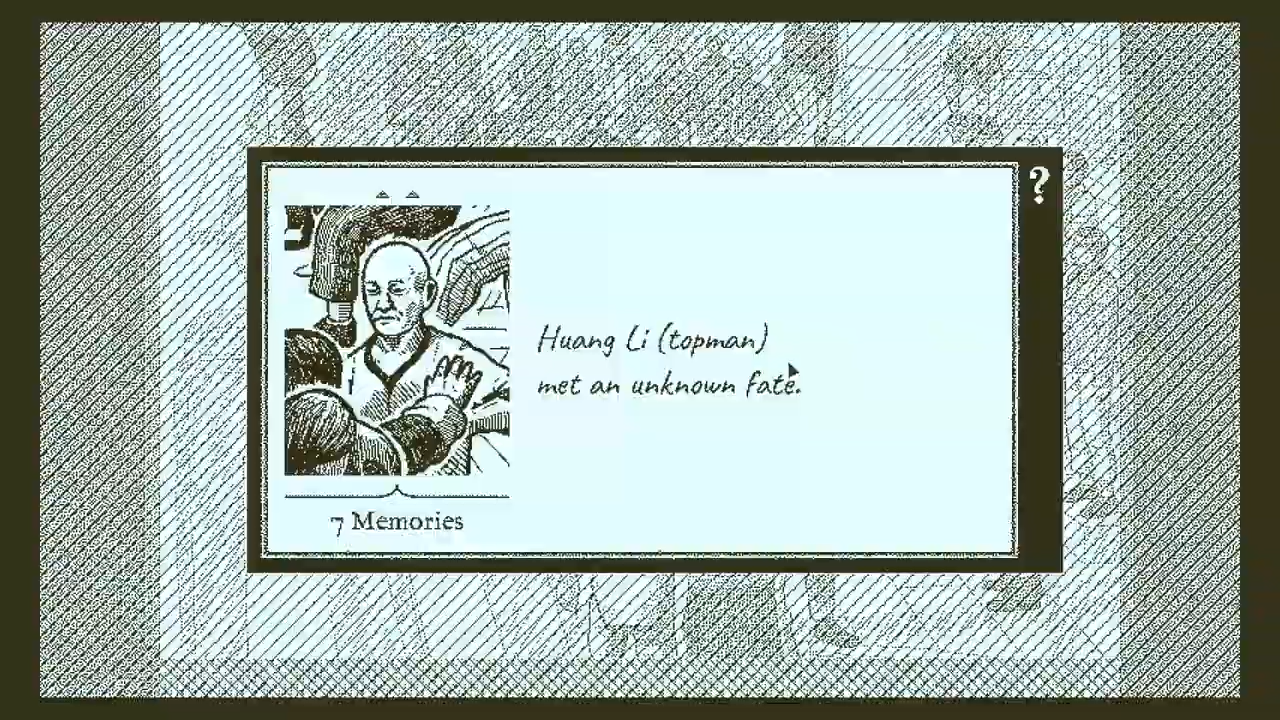 ?
Huang Li (topman)
met an unknown fate.
7 Memories